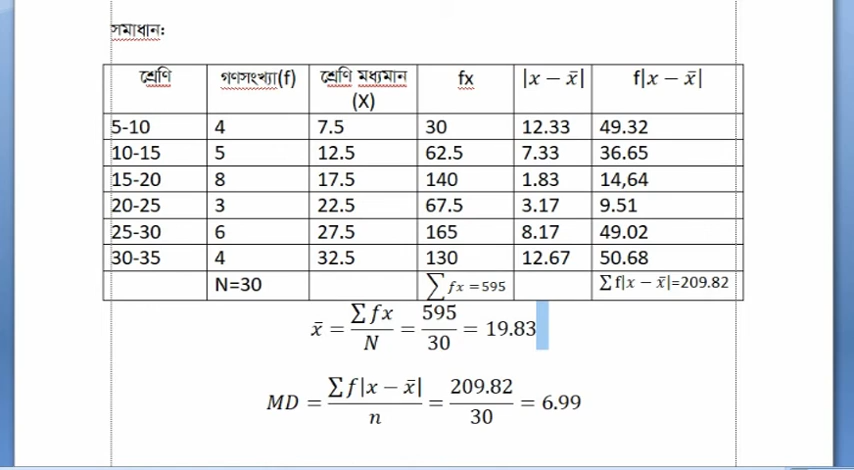 সমাধান:
শ্রেণি গণসংখ্যা(f) শ্রেণি মধ্যমান (X) fx |x − x̄| f|x − x̄|
5-10 4 7.5 30 12.33 49.32
10-15 5 12.5 62.5 7.33 36.65
15-20 8 17.5 140 1.83 14,64
20-25 3 22.5 67.5 3.17 9.51
25-30 6 27.5 165 8.17 49.02
30-35 4 32.5 130 12.67 50.68
N=30 ∑fx =595 ∑f|x − x̄|=209.82
x̄ = ∑fx / N = 595 / 30 = 19.83
MD = ∑f|x − x̄| / n = 209.82 / 30 = 6.99